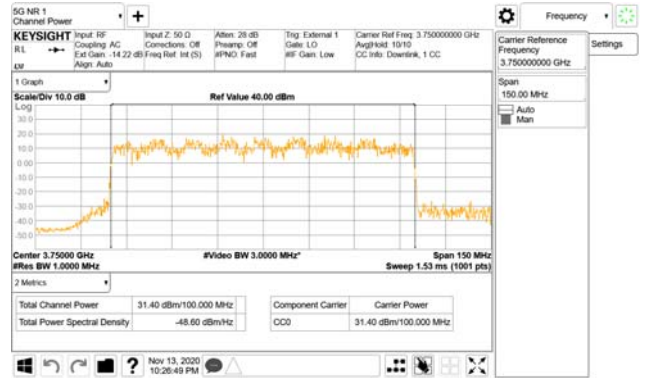 5G NR 1
Channel Power
Frequency
KEYSIGHT
RL
Input: RF
Coupling: AC
Ext Gain: -14.22 dB
Align: Auto
Input Z: 50 Ω
Corrections: Off
Freq Ref: Int (S)
Atten: 28 dB
Preamp: Off
#PNO: Fast
Trig: External 1
Gate: LO
#IF Gain: Low
Carrier Ref Freq: 3.750000000 GHz
Avg|Hold: 10/10
CC Info: Downlink, 1 CC
Carrier Reference
Frequency
3.750000000 GHz
Settings
Span
150.00 MHz
Auto
Man
1 Graph
Scale/Div 10.0 dB
Ref Value 40.00 dBm
Log
30.0
20.0
10.0
0.00
-10.0
-20.0
-30.0
-40.0
-50.0
Center 3.75000 GHz
#Video BW 3.0000 MHz*
Span 150 MHz
#Res BW 1.0000 MHz
Sweep 1.53 ms (1001 pts)
2 Metrics
Total Channel Power 31.40 dBm/100.000 MHz
Total Power Spectral Density -48.60 dBm/Hz
Component Carrier Carrier Power
CC0 31.40 dBm/100.000 MHz
?
Nov 13, 2020
10:26:49 PM